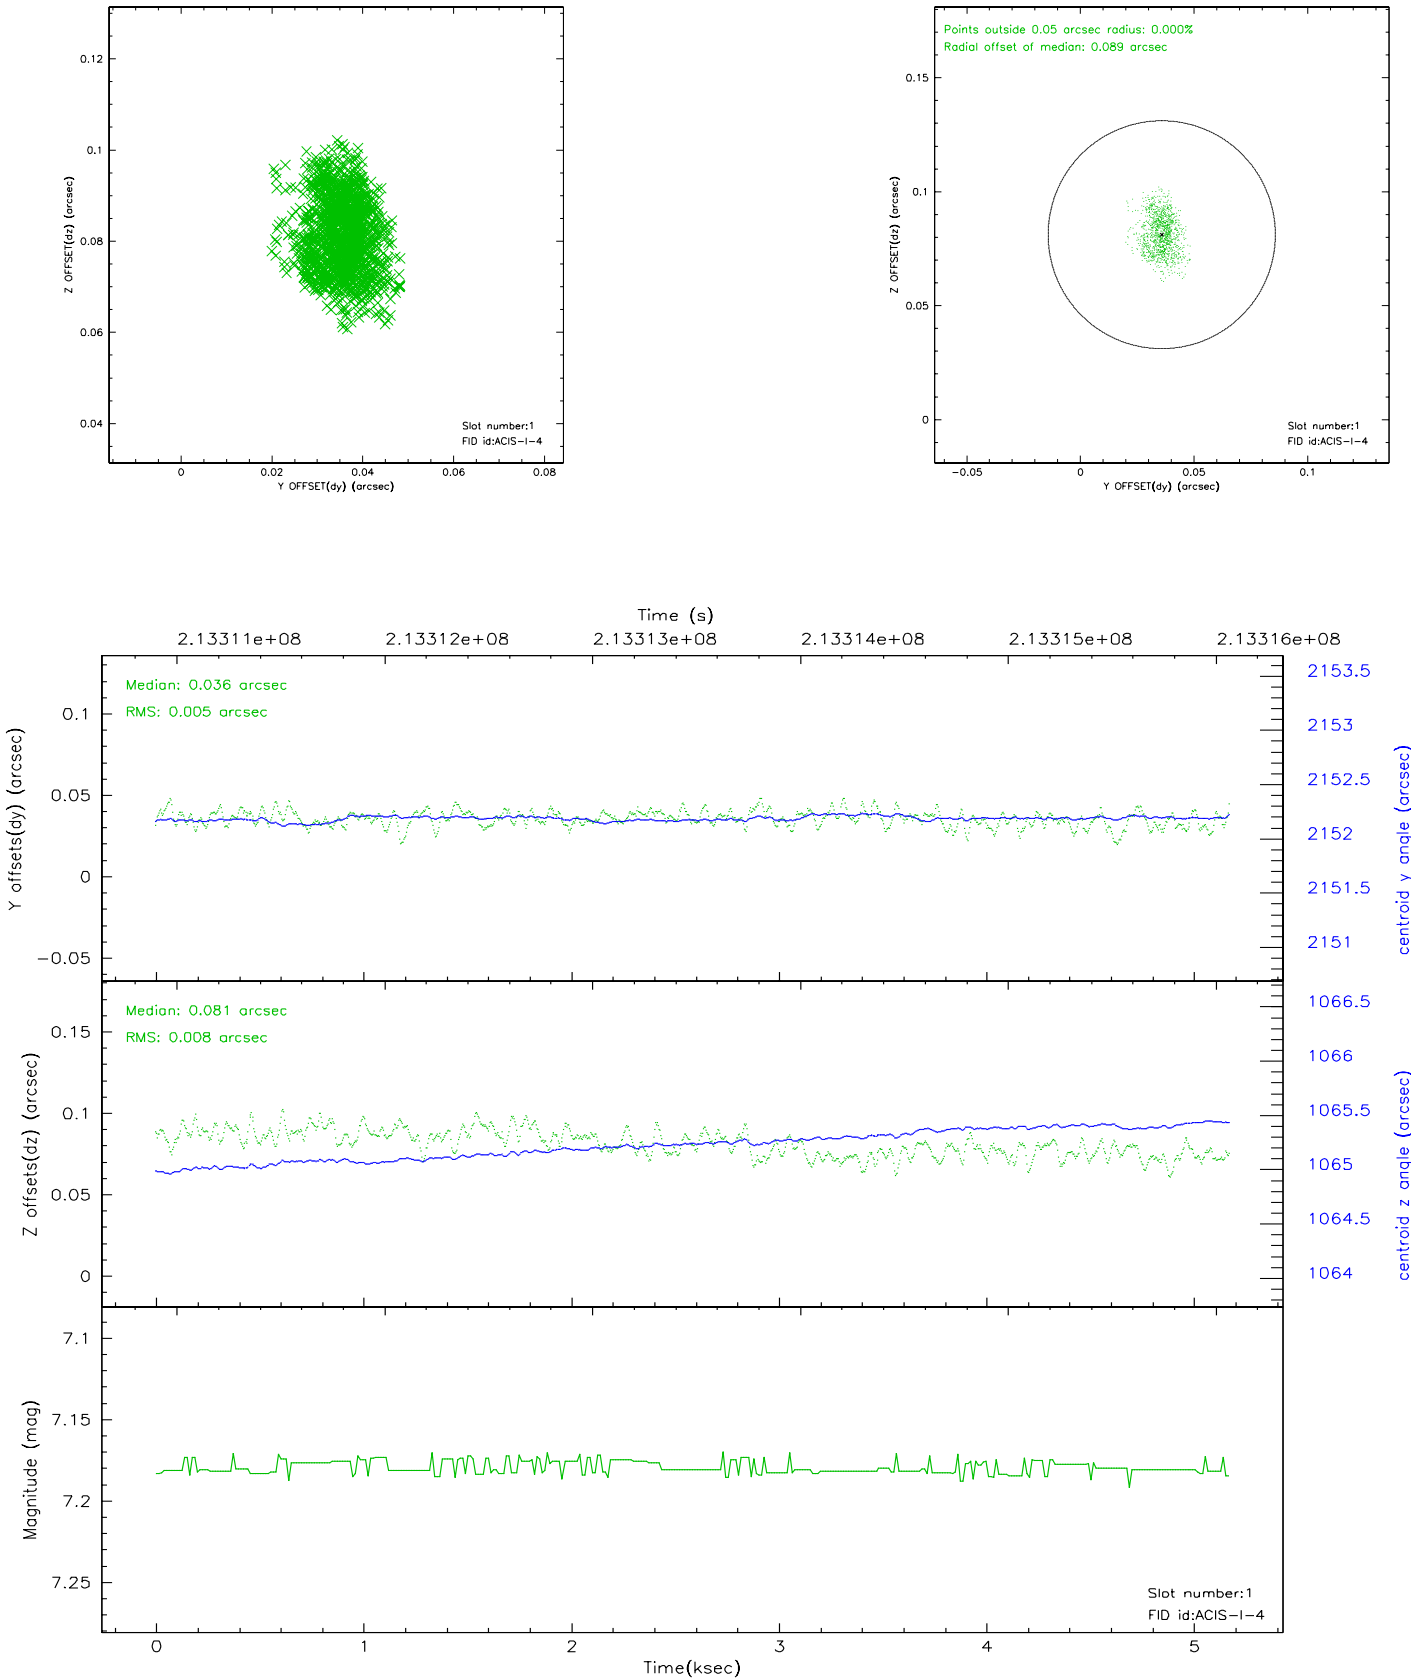 0.12
0.1
0.08
0.06
0.04
Z OFFSET(dz) (arcsec)
0
0.02
0.04
0.06
0.08
Y OFFSET(dy) (arcsec)
Slot number:1
FID id:ACIS-I-4
Points outside 0.05 arcsec radius: 0.000%
Radial offset of median: 0.089 arcsec
0.15
0.1
0.05
0
Z OFFSET(dz) (arcsec)
-0.05
0
0.05
0.1
Y OFFSET(dy) (arcsec)
Slot number:1
FID id:ACIS-I-4
Time (s)
2.13311e+08
2.13312e+08
2.13313e+08
2.13314e+08
2.13315e+08
2.13316e+08
Median: 0.036 arcsec
RMS: 0.005 arcsec
0.1
0.05
0
-0.05
Y offsets(dy) (arcsec)
2153.5
2153
2152.5
2152
2151.5
2151
centroid y angle (arcsec)
Median: 0.081 arcsec
RMS: 0.008 arcsec
0.15
0.1
0.05
0
Z offsets(dz) (arcsec)
1066.5
1066
1065.5
1065
1064.5
1064
centroid z angle (arcsec)
7.1
7.15
7.2
7.25
Magnitude (mag)
Slot number:1
FID id:ACIS-I-4
0
1
2
3
4
5
Time(ksec)